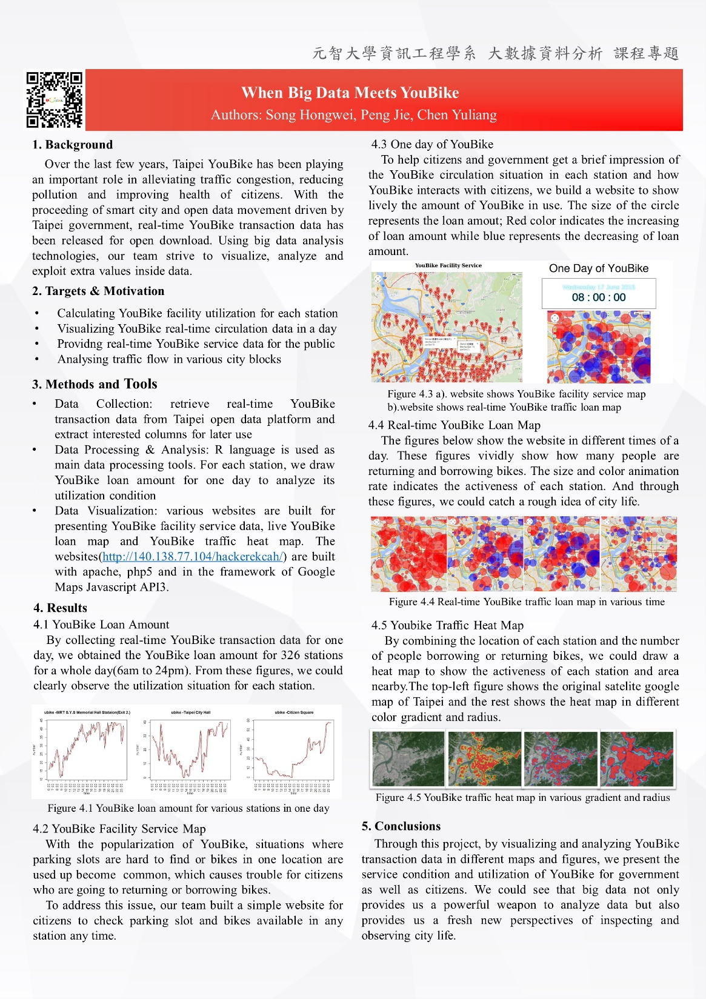 元智大學資訊工程學系 大數據資料分析 課程專題
When Big Data Meets YouBike
Authors: Song Hongwei, Peng Jie, Chen Yuliang
1. Background
Over the last few years, Taipei YouBike has been playing
an important role in alleviating traffic congestion, reducing
pollution and improving health of citizens. With the
proceeding of smart city and open data movement driven by
Taipei government, real-time YouBike transaction data has
been released for open download. Using big data analysis
technologies, our team strive to visualize, analyze and
exploit extra values inside data.
2. Targets & Motivation
• Calculating YouBike facility utilization for each station
• Visualizing YouBike real-time circulation data in a day
• Providng real-time YouBike service data for the public
• Analysing traffic flow in various city blocks
3. Methods and Tools
• Data Collection: retrieve real-time YouBike
transaction data from Taipei open data platform and
extract interested columns for later use
• Data Processing & Analysis: R language is used as
main data processing tools. For each station, we draw
YouBike loan amount for one day to analyze its
utilization condition
• Data Visualization: various websites are built for
presenting YouBike facility service data, live YouBike
loan map and YouBike traffic heat map. The
websites(http://140.138.77.104/hackerekcah/) are built
with apache, php5 and in the framework of Google
Maps Javascript API3.
4. Results
4.1 YouBike Loan Amount
By collecting real-time YouBike transaction data for one
day, we obtained the YouBike loan amount for 326 stations
for a whole day(6am to 24pm). From these figures, we could
clearly observe the utilization situation for each station.
ubike -MRT S.Y.S Memorial Hall Stataion(Exit 2.)
number
time
ubike -Taipei City Hall
number
time
ubike -Citizen Square
number
time
Figure 4.1 YouBike loan amount for various stations in one day
4.2 YouBike Facility Service Map
With the popularization of YouBike, situations where
parking slots are hard to find or bikes in one location are
used up become common, which causes trouble for citizens
who are going to returning or borrowing bikes.
To address this issue, our team built a simple website for
citizens to check parking slot and bikes available in any
station any time.
4.3 One day of YouBike
To help citizens and government get a brief impression of
the YouBike circulation situation in each station and how
YouBike interacts with citizens, we build a website to show
lively the amount of YouBike in use. The size of the circle
represents the loan amout; Red color indicates the increasing
of loan amount while blue represents the decreasing of loan
amount.
YouBike Facility Service
One Day of YouBike
Wednesday 17 June 2015
08 : 00 : 00
Figure 4.3 a). website shows YouBike facility service map
b).website shows real-time YouBike traffic loan map
4.4 Real-time YouBike Loan Map
The figures below show the website in different times of a
day. These figures vividly show how many people are
returning and borrowing bikes. The size and color animation
rate indicates the activeness of each station. And through
these figures, we could catch a rough idea of city life.
Figure 4.4 Real-time YouBike traffic loan map in various time
4.5 Youbike Traffic Heat Map
By combining the location of each station and the number
of people borrowing or returning bikes, we could draw a
heat map to show the activeness of each station and area
nearby.The top-left figure shows the original satelite google
map of Taipei and the rest shows the heat map in different
color gradient and radius.
Figure 4.5 YouBike traffic heat map in various gradient and radius
5. Conclusions
Through this project, by visualizing and analyzing YouBike
transaction data in different maps and figures, we present the
service condition and utilization of YouBike for government
as well as citizens. We could see that big data not only
provides us a powerful weapon to analyze data but also
provides us a fresh new perspectives of inspecting and
observing city life.